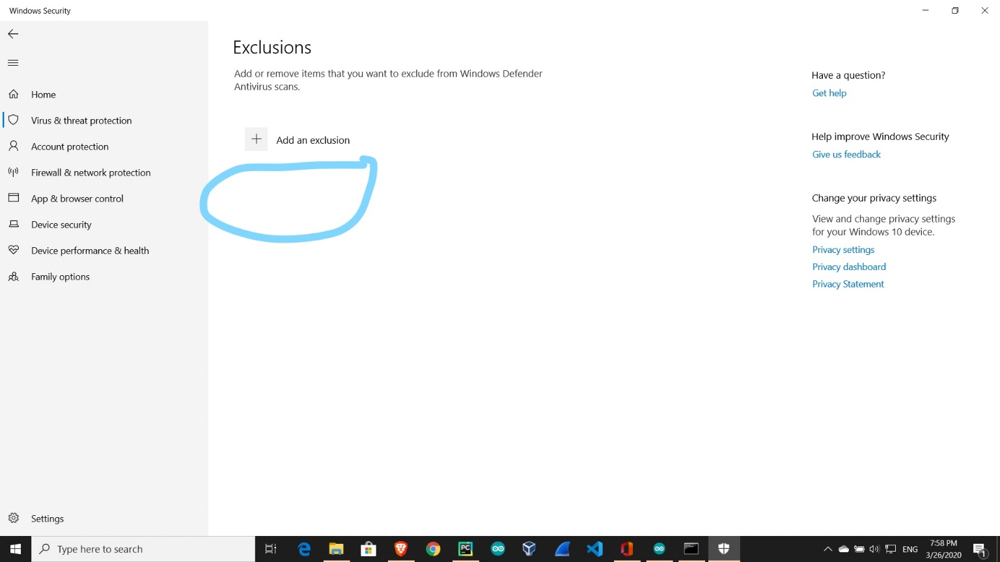 Windows Security
Exclusions
Add or remove items that you want to exclude from Windows Defender
Antivirus scans.
Add an exclusion
Home
Virus & threat protection
Account protection
Firewall & network protection
App & browser control
Device security
Device performance & health
Family options
Settings
Have a question?
Get help
Help improve Windows Security
Give us feedback
Change your privacy settings
View and change privacy settings
for your Windows 10 device.
Privacy settings
Privacy dashboard
Privacy Statement
Type here to search
PC
ENG
7:58 PM
3/26/2020
1